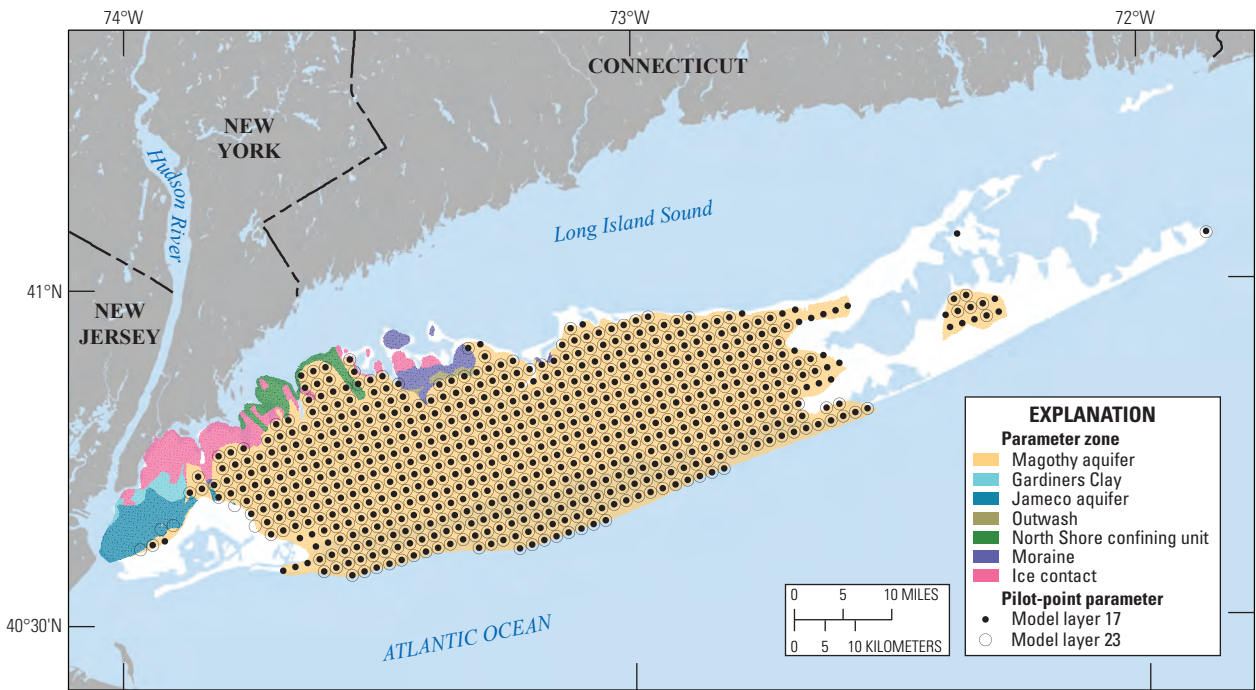 74°W
73°W
72°W
CONNECTICUT
NEW
YORK
Hudson River
Long Island Sound
41°N
NEW
JERSEY
EXPLANATION
Parameter zone
Magothy aquifer
Gardiners Clay
Jameco aquifer
Outwash
North Shore confining unit
Moraine
Ice contact
Pilot-point parameter
Model layer 17
Model layer 23
0 5 10 MILES
0 5 10 KILOMETERS
40°30'N
ATLANTIC OCEAN